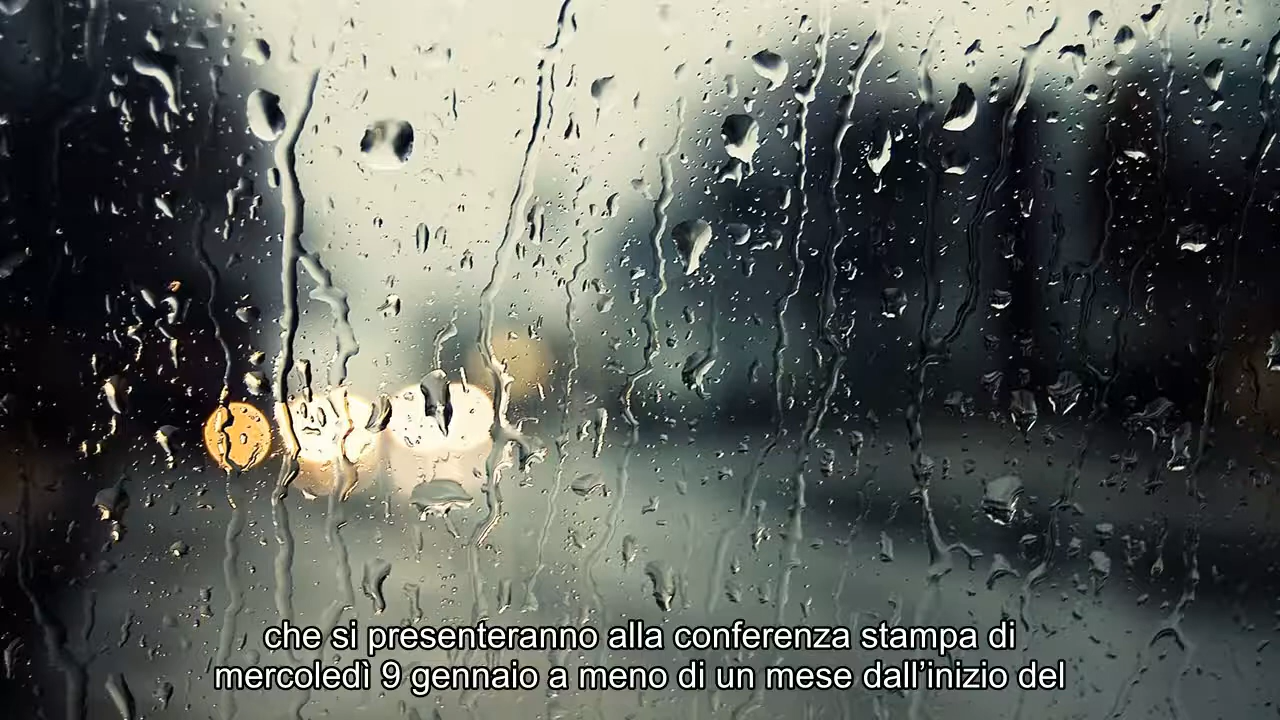 che si presenteranno alla conferenza stampa di
mercoledì 9 gennaio a meno di un mese dall’inizio del